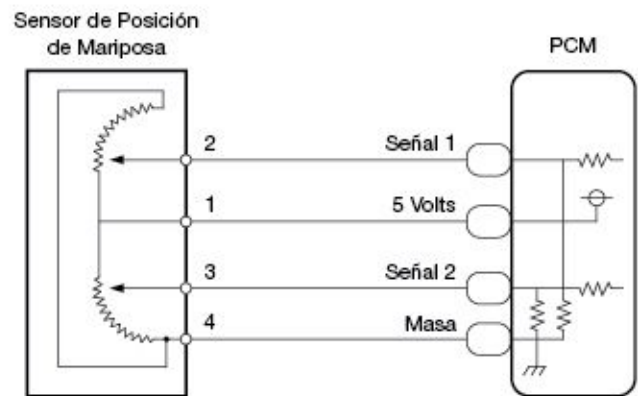 Sensor de Posición
de Mariposa
PCM
2 Señal 1
1 5 Volts
3 Señal 2
4 Masa